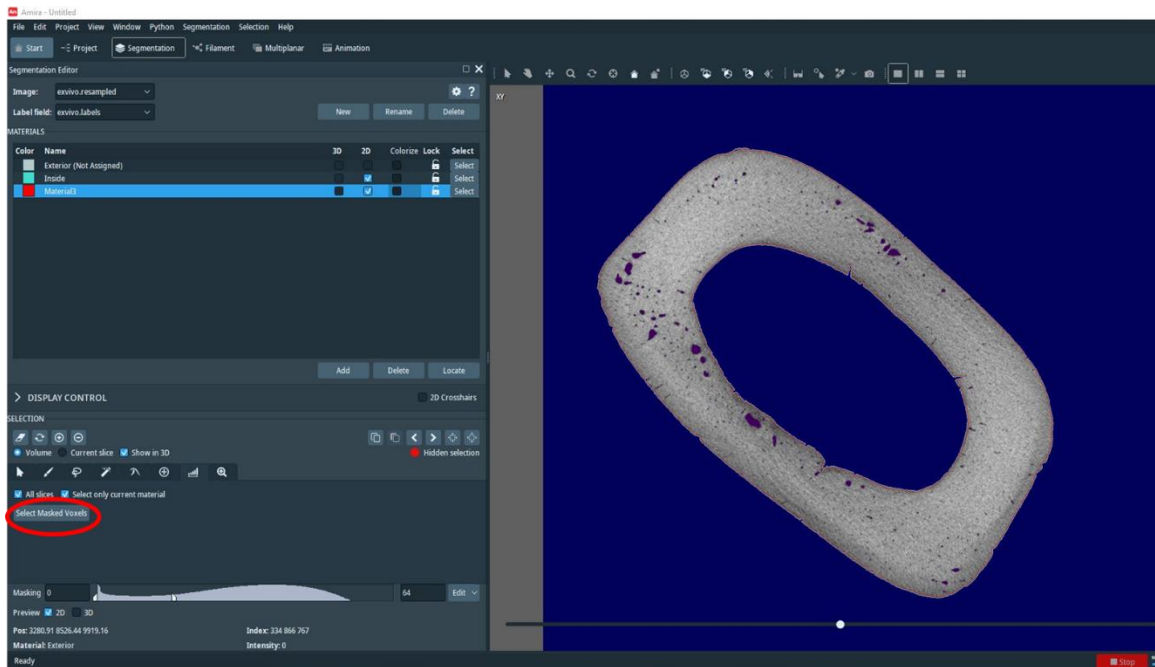 Amira - Untitled
File Edit Project View Window Python Segmentation Selection Help
Start Project Segmentation Filament Multiplanar Animation
Segmentation Editor
Image: exvivo.resampled
Label field: exvivo.labels New Rename Delete
MATERIALS
Color Name 3D 2D Colorize Lock Select
Exterior (Not Assigned) Select
Inside Select
Material3 Select
Add Delete Locate
DISPLAY CONTROL 2D Crosshairs
SELECTION
Volume Current slice Show in 3D Hidden selection
All slices Select only current material
Select Masked Voxels
Masking 0 64 Edit
Preview 2D 3D
Pos: 3280.91 8526.44 9919.16 Index: 334 866 767
Material: Exterior Intensity: 0
Ready
XY
Stop